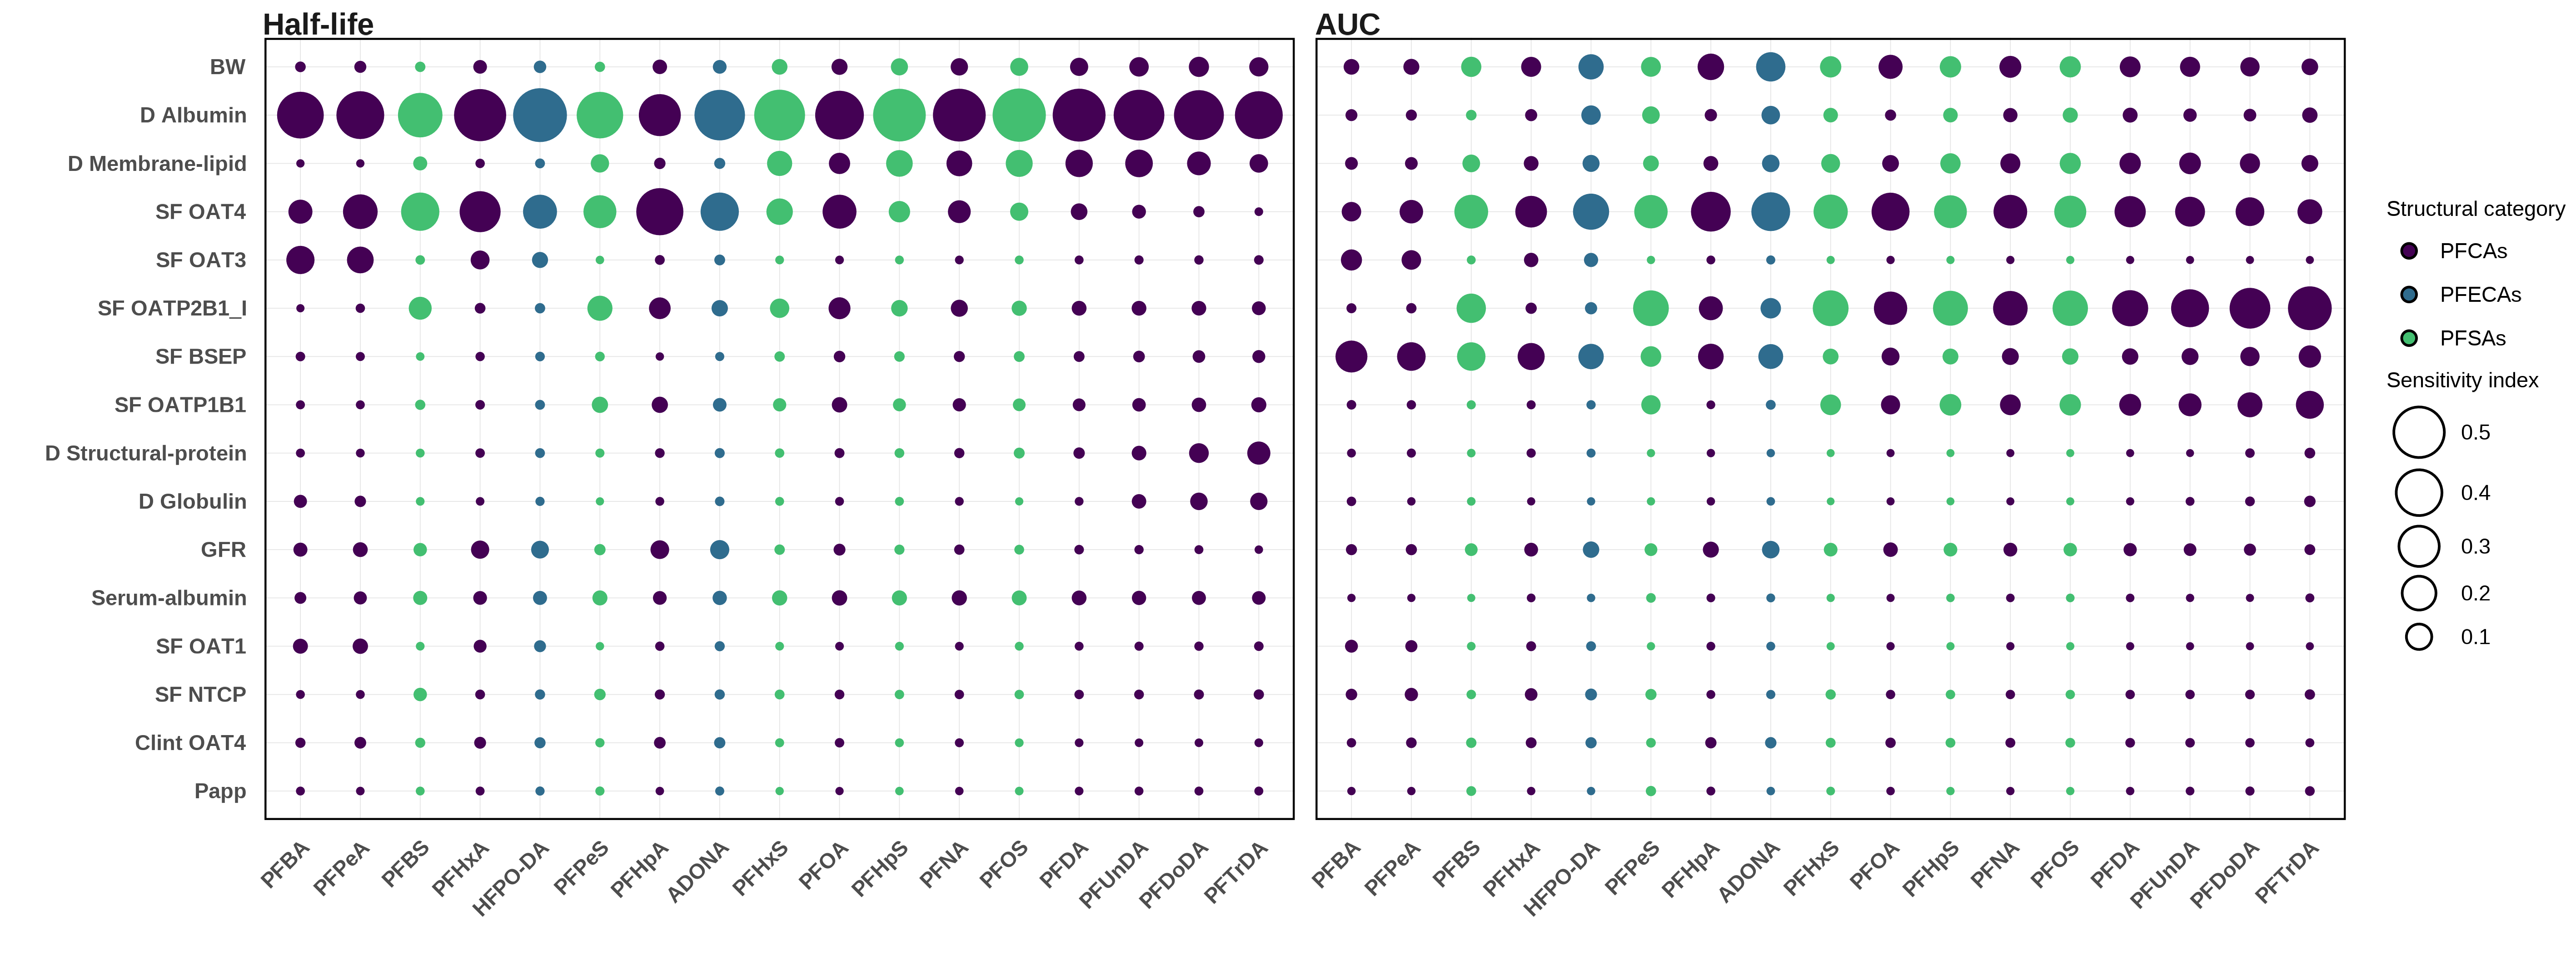 Half-life
AUC
BW
D Albumin
D Membrane-lipid
SF OAT4
SF OAT3
SF OATP2B1_I
SF BSEP
SF OATP1B1
D Structural-protein
D Globulin
GFR
Serum-albumin
SF OAT1
SF NTCP
Clint OAT4
Papp
PFBA
PFPeA
PFBS
PFHxA
HFPO-DA
PFPeS
PFHpA
ADONA
PFHxS
PFOA
PFHpS
PFNA
PFOS
PFDA
PFUnDA
PFDoDA
PFTrDA
PFBA
PFPeA
PFBS
PFHxA
HFPO-DA
PFPeS
PFHpA
ADONA
PFHxS
PFOA
PFHpS
PFNA
PFOS
PFDA
PFUnDA
PFDoDA
PFTrDA
Structural category
PFCAs
PFECAs
PFSAs
Sensitivity index
0.5
0.4
0.3
0.2
0.1